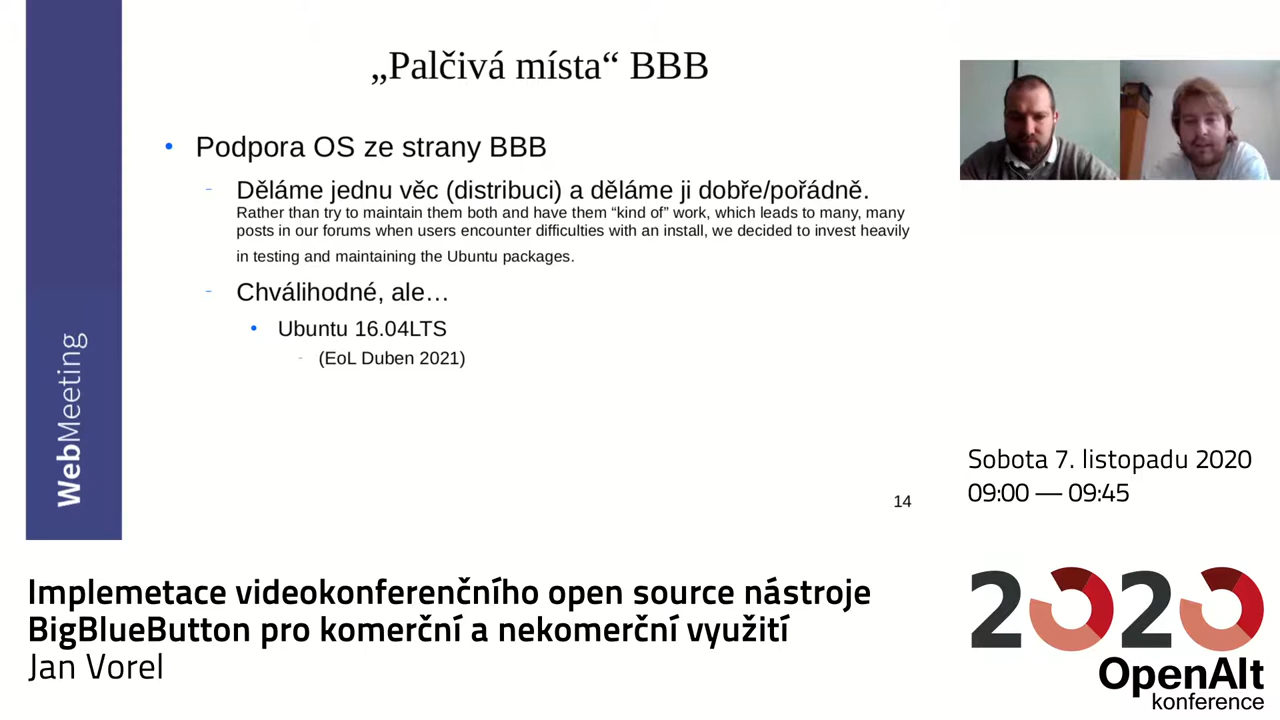 „Palčivá místa“ BBB
Podpora OS ze strany BBB
Děláme jednu věc (distribuci) a děláme ji dobře/pořádně.
Rather than try to maintain them both and have them “kind of” work, which leads to many, many
posts in our forums when users encounter difficulties with an install, we decided to invest heavily
in testing and maintaining the Ubuntu packages.
Chválihodné, ale…
Ubuntu 16.04LTS
(EoL Duben 2021)
14
WebMeeting
Sobota 7. listopadu 2020
09:00 — 09:45
Implemetace videokonferenčního open source nástroje
BigBlueButton pro komerční a nekomerční využití
Jan Vorel
2020
OpenAlt
konference